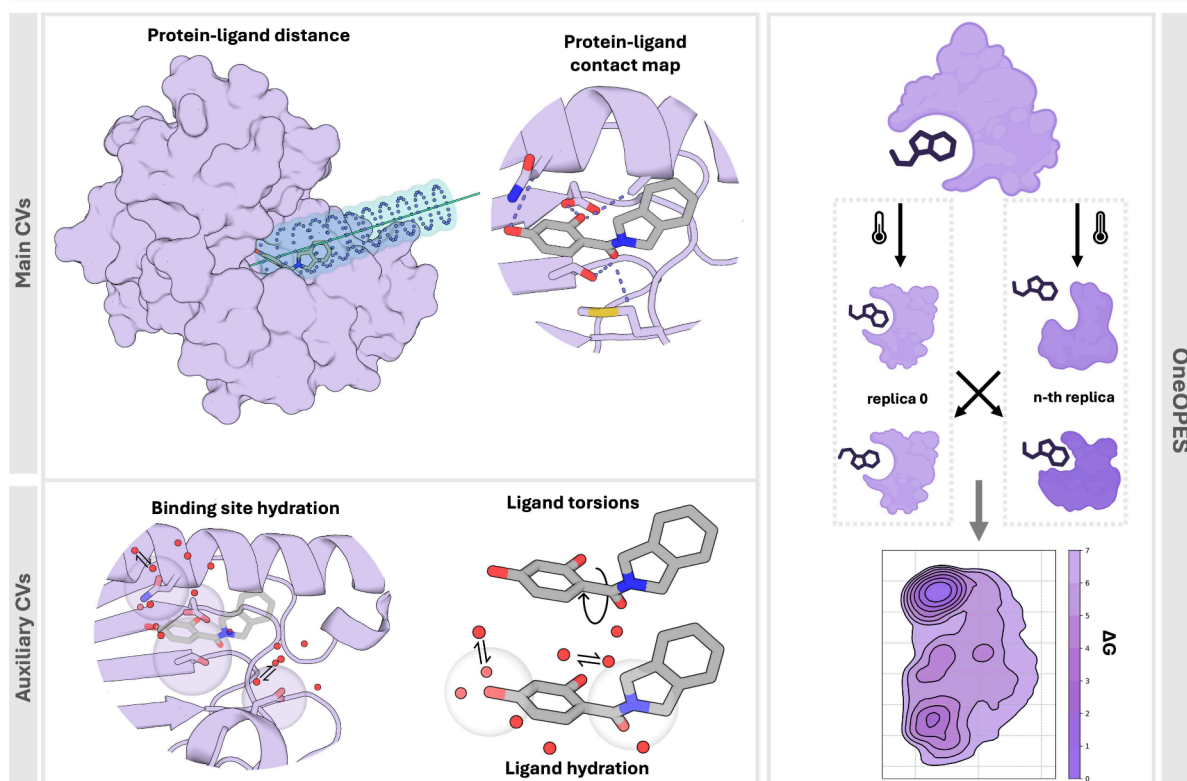 Main CVs
Protein-ligand distance
Protein-ligand
contact map
Auxiliary CVs
Binding site hydration
Ligand torsions
Ligand hydration
OneOPES
replica 0
n-th replica
7
6
5
4
3
2
1
0
ΔG